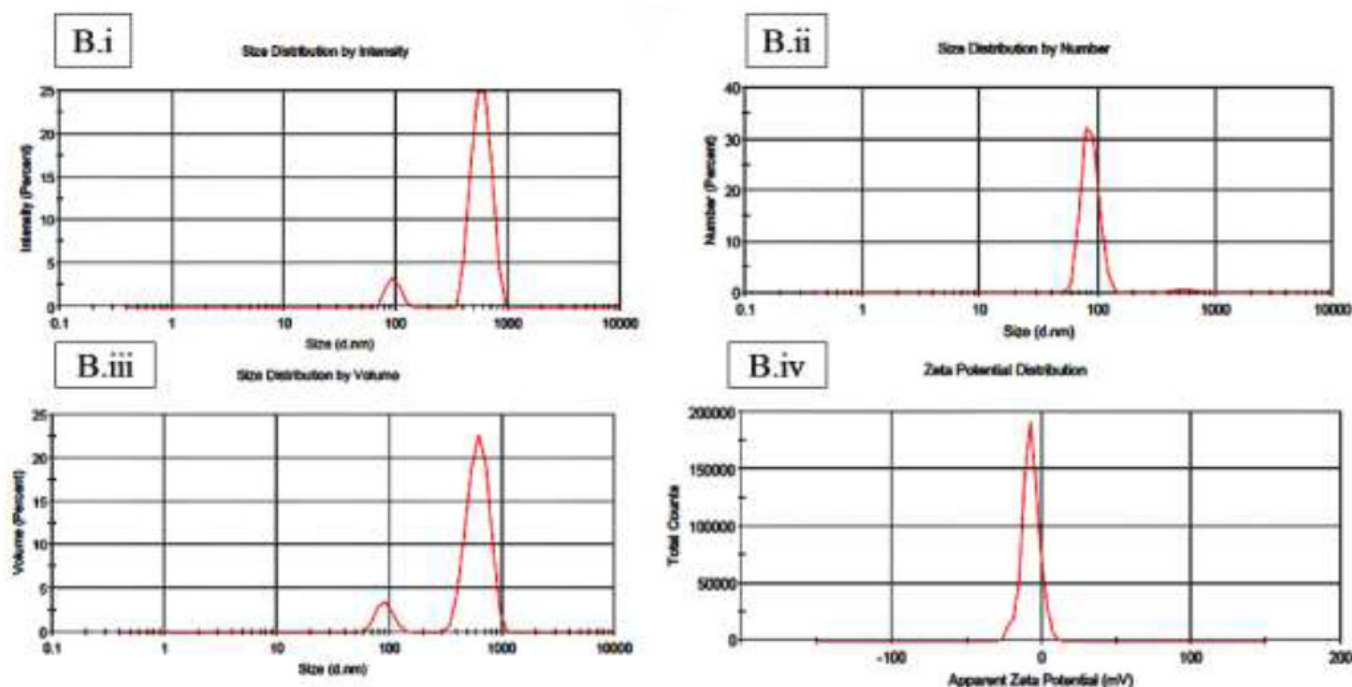 B.i
Size Distribution by Intensity
Intensity (Percent)
25
20
15
10
5
0
0.1 1 10 100 1000 10000
Size (d.nm)
B.ii
Size Distribution by Number
Number (Percent)
40
30
20
10
0
0.1 1 10 100 1000 10000
Size (d.nm)
B.iii
Size Distribution by Volume
Volume (Percent)
25
20
15
10
5
0
0.1 1 10 100 1000 10000
Size (d.nm)
B.iv
Zeta Potential Distribution
Total Counts
200000
150000
100000
50000
0
-100 0 100 200
Apparent Zeta Potential (mV)